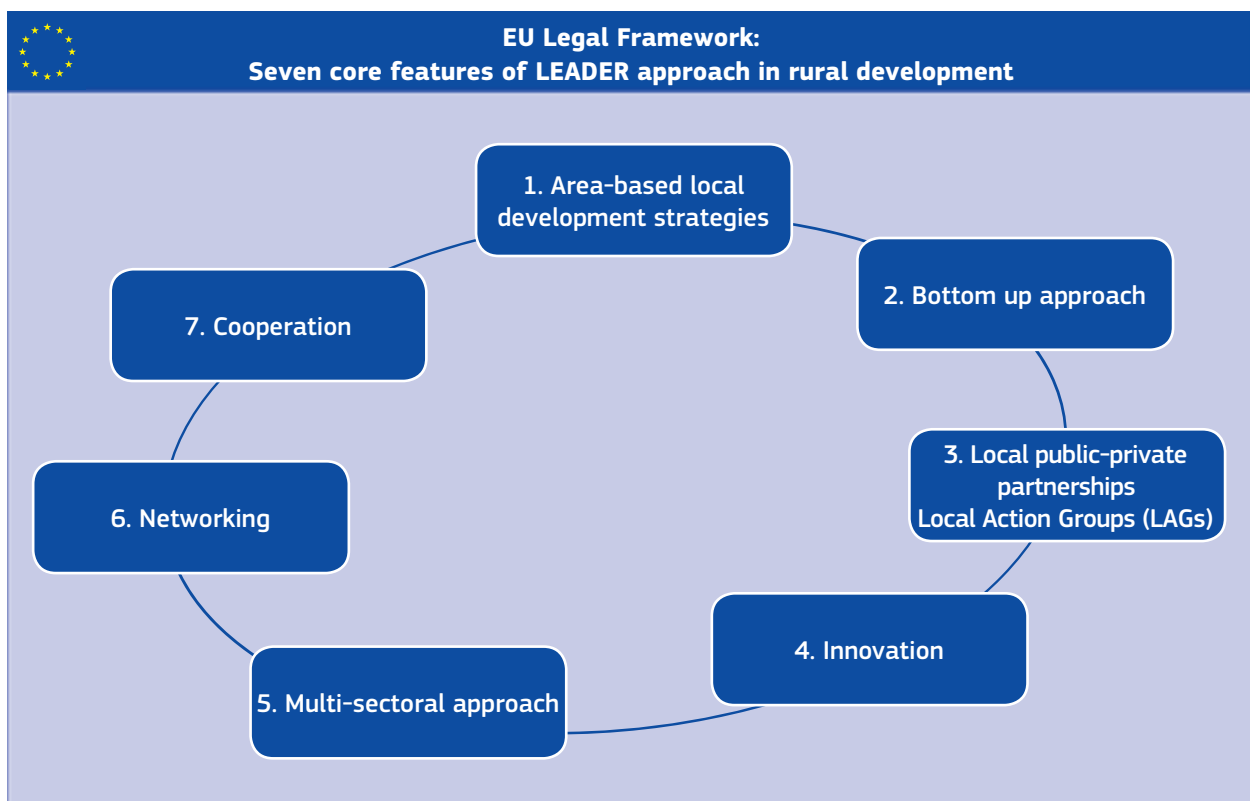 EU Legal Framework:
Seven core features of LEADER approach in rural development
1. Area-based local
development strategies
2. Bottom up approach
3. Local public-private
partnerships
Local Action Groups (LAGs)
4. Innovation
5. Multi-sectoral approach
6. Networking
7. Cooperation